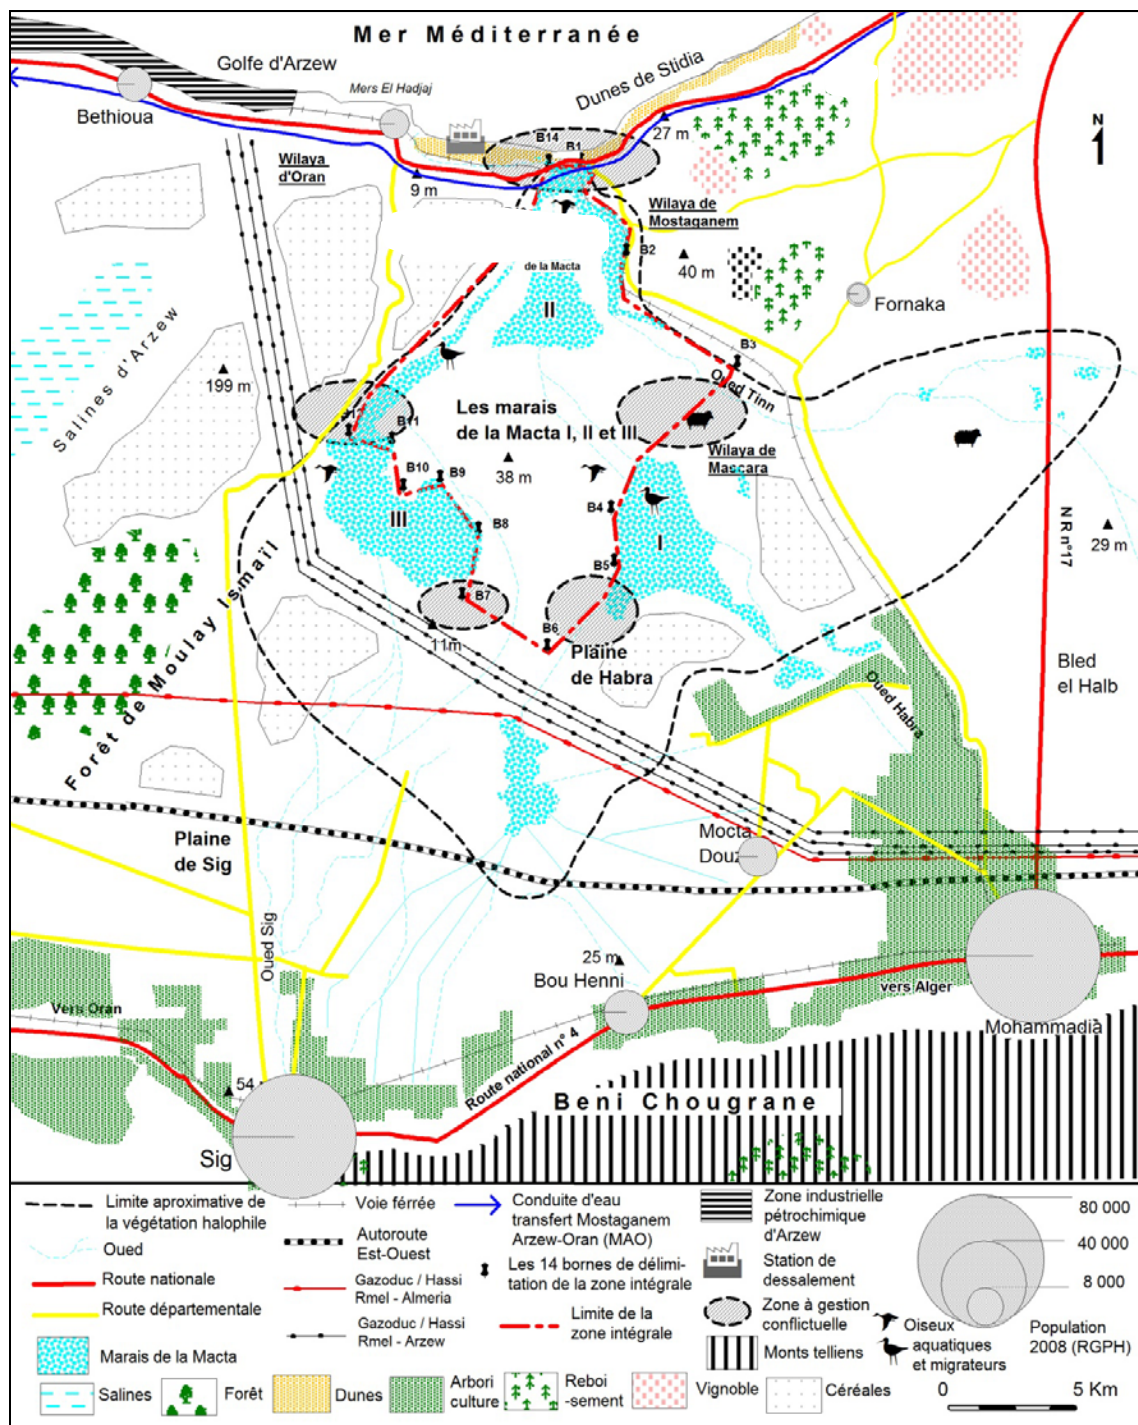 Mer Méditerranée
Golfe d'Arzew
Mers El Hadjaj
Dunes de Stidia
Bethioua
27 m
N
B14
B1
Wilaya
d'Oran
9 m
Wilaya de
Mostaganem
B2
40 m
de la Macta
II
Fornaka
B3
Salines d'Arzew
199 m
Oued Tinn
B11
Les marais
de la Macta I, II et III
Wilaya de
Mascara
B10
B9
38 m
B4
III
B8
I
NR n°17
29 m
B5
B7
B6
11m
Plaine
de Habra
Forêt de Moulay Ismaïl
Bled
el Halb
Oued Habra
Plaine
de Sig
Mocta
Douz
Oued Sig
25 m
Bou Henni
vers Alger
Vers Oran
Mohammadia
Route national n° 4
54
Beni Chougrane
Sig
Limite aproximative de
la végétation halophile
Oued
Route nationale
Route départementale
Marais de la Macta
Voie férrée
Autoroute
Est-Ouest
Gazoduc / Hassi
Rmel - Almeria
Gazoduc / Hassi
Rmel - Arzew
Conduite d'eau
transfert Mostaganem
Arzew-Oran (MAO)
Les 14 bornes de délimi-
tation de la zone intégrale
Limite de la
zone intégrale
Zone industrielle
pétrochimique
d'Arzew
Station de
dessalement
Zone à gestion
conflictuelle
Monts telliens
Oiseux
aquatiques
et migrateurs
80 000
40 000
8 000
Population
2008 (RGPH)
Salines
Forêt
Dunes
Arbori
culture
Reboi
-sement
Vignoble
Céréales
0 5 Km